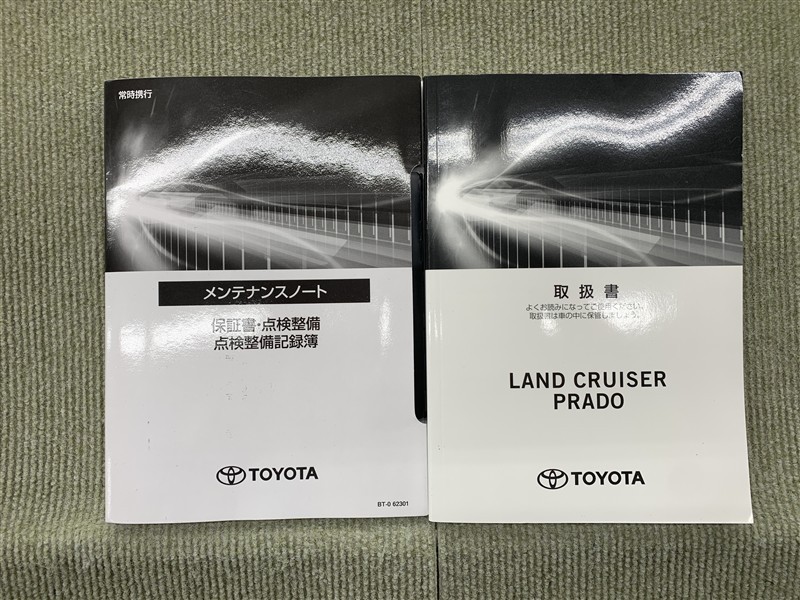 常時携行
メンテナンスノート
保証書・点検整備
点検整備記録簿
TOYOTA
BT-0 62301
取扱書
よくお読みになってご使用ください。
取扱書は車の中に保管しましょう。
LAND CRUISER
PRADO
TOYOTA